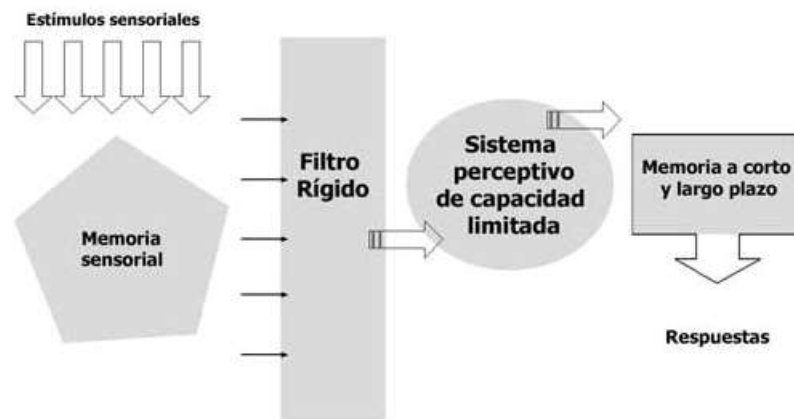 Estímulos sensoriales
Memoria
sensorial
Filtro
Rígido
Sistema
perceptivo
de capacidad
limitada
Memoria a corto
y largo plazo
Respuestas